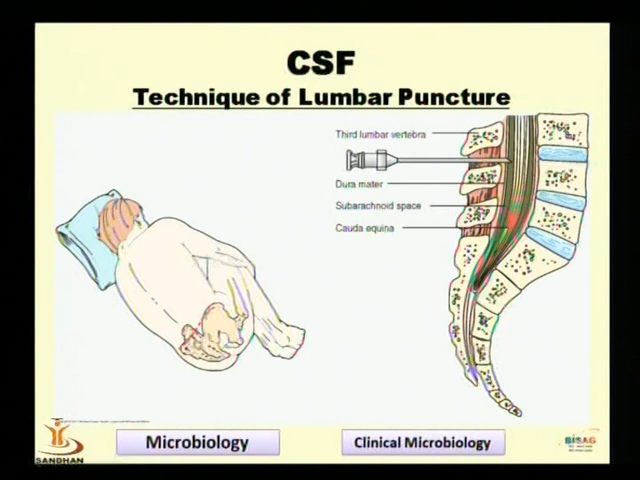 CSF
Technique of Lumbar Puncture
Third lumbar vertebra
Dura mater
Subarachnoid space
Cauda equina
Microbiology
Clinical Microbiology
SANDHAN
BISAG